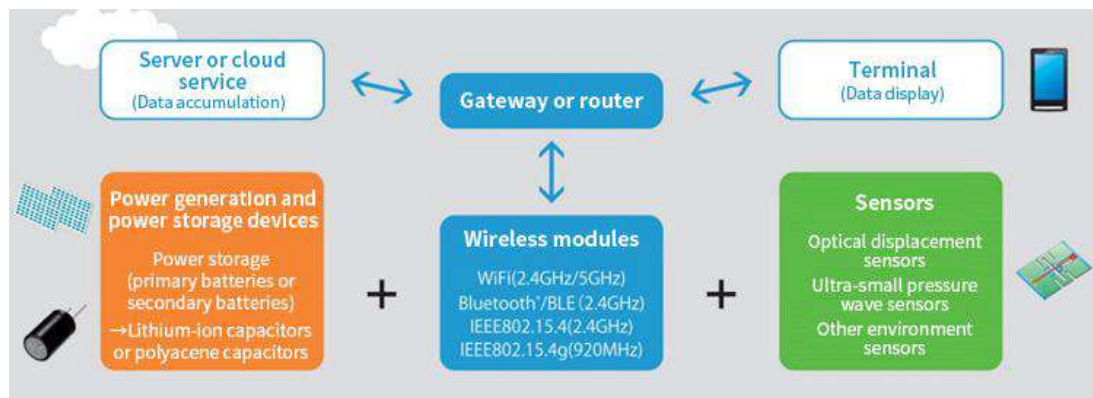 Server or cloud
service
(Data accumulation)
Gateway or router
Terminal
(Data display)
Power generation and
power storage devices
Power storage
(primary batteries or
secondary batteries)
→Lithium-ion capacitors
or polyacene capacitors
+
Wireless modules
WiFi(2.4GHz/5GHz)
Bluetooth®/BLE (2.4GHz)
IEEE802.15.4(2.4GHz)
IEEE802.15.4g(920MHz)
+
Sensors
Optical displacement
sensors
Ultra-small pressure
wave sensors
Other environment
sensors